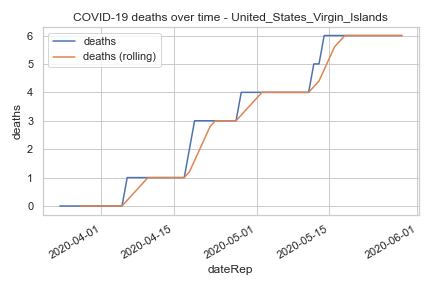 COVID-19 deaths over time - United_States_Virgin_Islands
deaths
deaths (rolling)
deaths
6
5
4
3
2
1
0
2020-04-01
2020-04-15
2020-05-01
2020-05-15
2020-06-01
dateRep